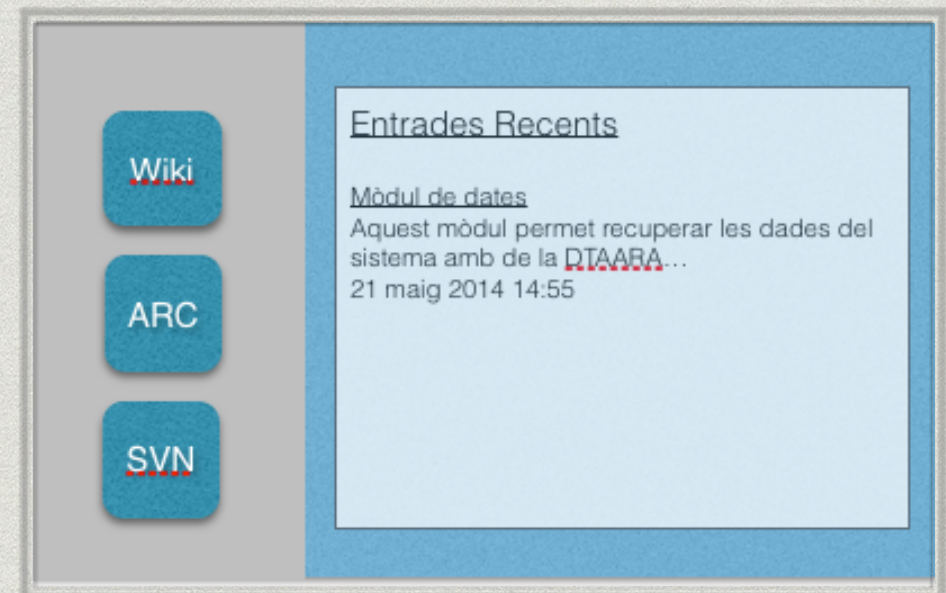 Wiki
ARC
SVN
Entrades Recents
Mòdul de dates
Aquest mòdul permet recuperar les dades del
sistema amb de la DTAARA...
21 maig 2014 14:55